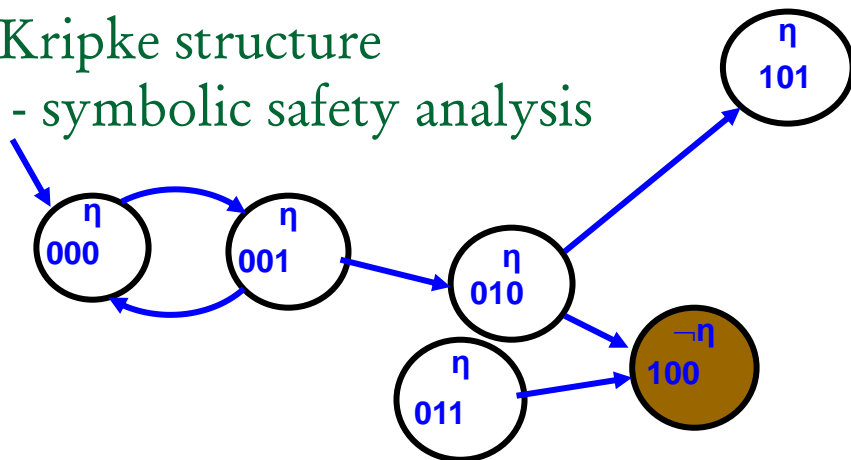 Kripke structure
- symbolic safety analysis
η
101
η
000
η
001
η
010
¬η
100
η
011